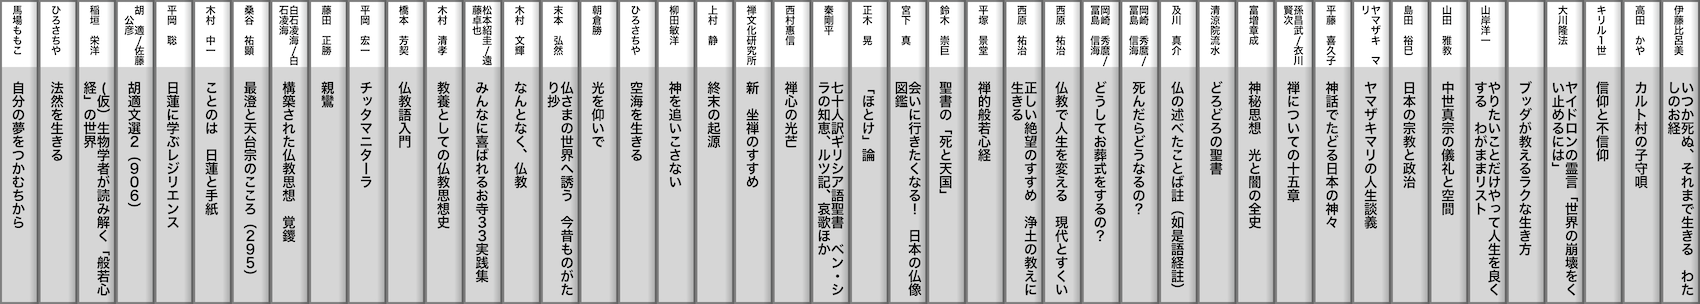 伊藤比呂美
いつか死ぬ、それまで生きる わた
しのお経
高田 かや
カルト村の子守唄
キリル1世
信仰と不信仰
大川隆法
ヤイドロンの霊言「世界の崩壊をく
い止めるには」
ブッダが教えるラクな生き方
山岸洋一
やりたいことだけやって人生を良く
する わがままリスト
山田 雅教
中世真宗の儀礼と空間
島田 裕巳
日本の宗教と政治
ヤマザキ マ
リ
ヤマザキマリの人生談義
平藤 喜久子
神話でたどる日本の神々
孫昌武/衣川
賢次
禅についての十五章
富増章成
神秘思想 光と闇の全史
清涼院流水
どろどろの聖書
及川 真介
仏の述べたことば註(如是語経註)
岡崎 秀麿/
冨島 信海
死んだらどうなるの?
岡崎 秀麿/
冨島 信海
どうしてお葬式をするの?
西原 祐治
仏教で人生を変える 現代とすくい
西原 祐治
正しい絶望のすすめ 浄土の教えに
生きる
平塚 景堂
禅的般若心経
鈴木 崇巨
聖書の「死と天国」
宮下 真
会いに行きたくなる! 日本の仏像
図鑑
正木 晃
「ほとけ」論
秦剛平
七十人訳ギリシア語聖書 ベン・シ
ラの知恵、ルツ記、哀歌ほか
西村惠信
禅心の光芒
禅文化研究所
新 坐禅のすすめ
上村 静
終末の起源
柳田敏洋
神を追いこさない
ひろさちや
空海を生きる
朝倉勝
光を仰いで
末本 弘然
仏さまの世界へ誘う 今昔ものがた
り抄
木村 文輝
なんとなく、仏教
松本紹圭/遠
藤卓也
みんなに喜ばれるお寺33実践集
木村 清孝
教養としての仏教思想史
橋本 芳契
仏教語入門
平岡 宏一
チッタマニターラ
藤田 正勝
親鸞
白石凌海/白
石凌海
構築された仏教思想 覚鑁
桑谷 祐顕
最澄と天台宗のこころ(295)
木村 中一
ことのは 日蓮と手紙
平岡 聡
日蓮に学ぶレジリエンス
胡 適/佐藤
公彦
胡適文選2(906)
稲垣 栄洋
(仮)生物学者が読み解く「般若心
経」の世界
ひろさちや
法然を生きる
馬場ももこ
自分の夢をつかむちから